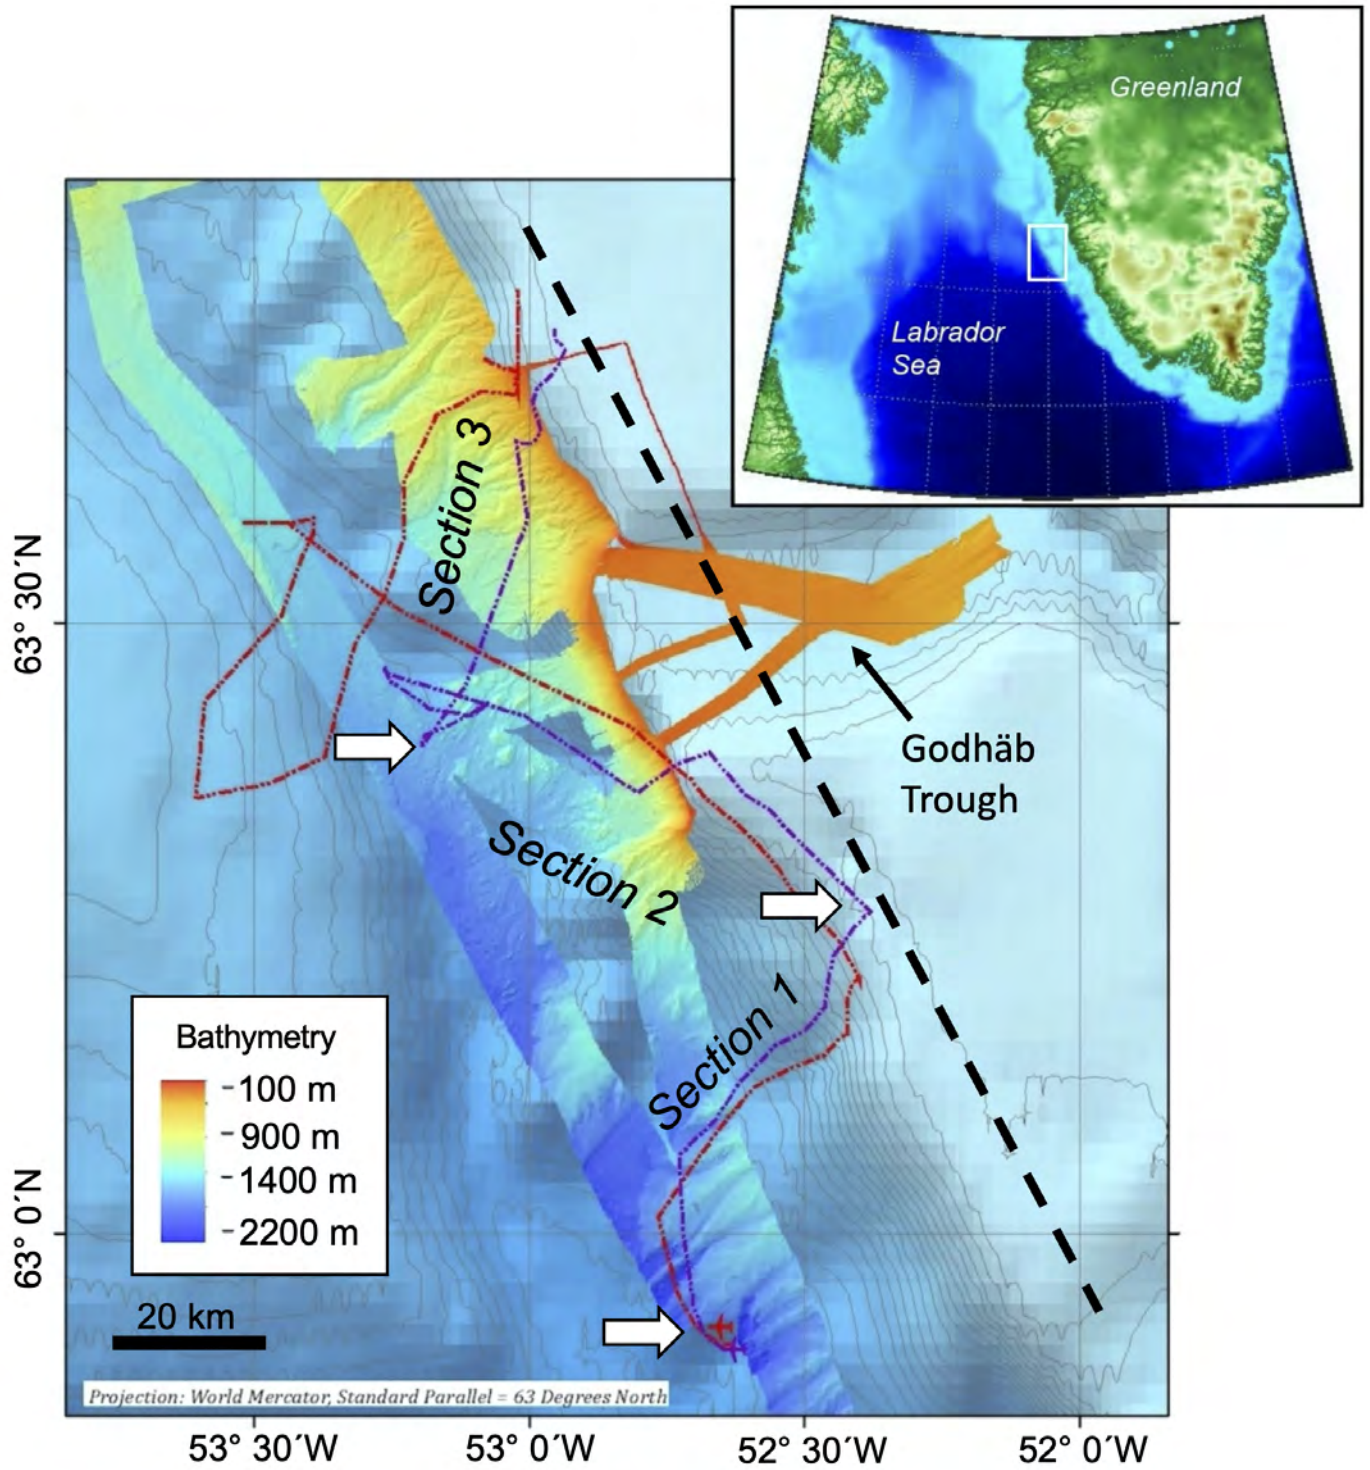 Greenland
Labrador
Sea
Section 3
63° 30´N
Godhäb
Trough
Section 2
Section 1
Bathymetry
100 m
900 m
1400 m
2200 m
63° 0´N
20 km
Projection: World Mercator, Standard Parallel = 63 Degrees North
53° 30´W
53° 0´W
52° 30´W
52° 0´W